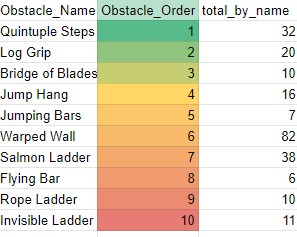 Obstacle_Name Obstacle_Order total_by_name
Quintuple Steps 1 32
Log Grip 2 20
Bridge of Blades 3 10
Jump Hang 4 16
Jumping Bars 5 7
Warped Wall 6 82
Salmon Ladder 7 38
Flying Bar 8 6
Rope Ladder 9 10
Invisible Ladder 10 11